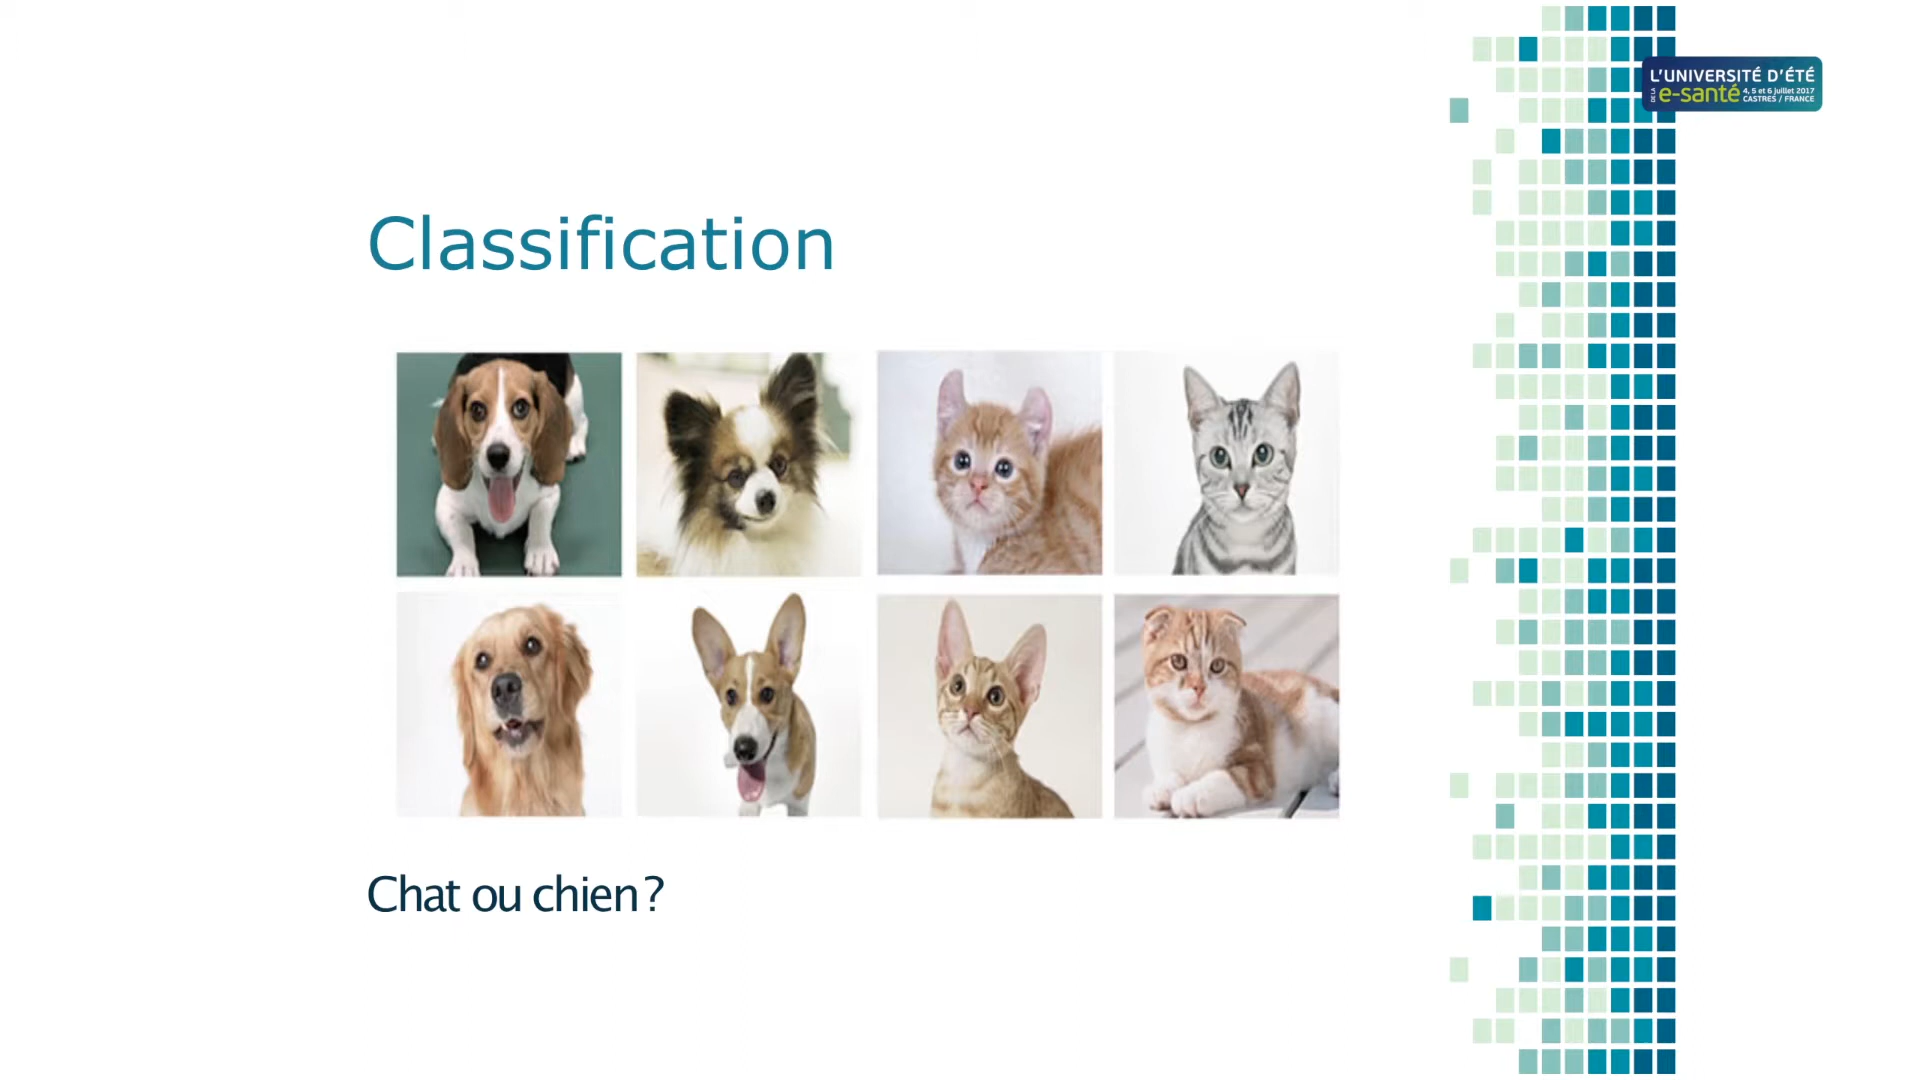 L'UNIVERSITÉ D'ÉTÉ
DE LA e-santé 4, 5 et 6 juillet 2017
CASTRES / FRANCE
Classification
Chat ou chien ?